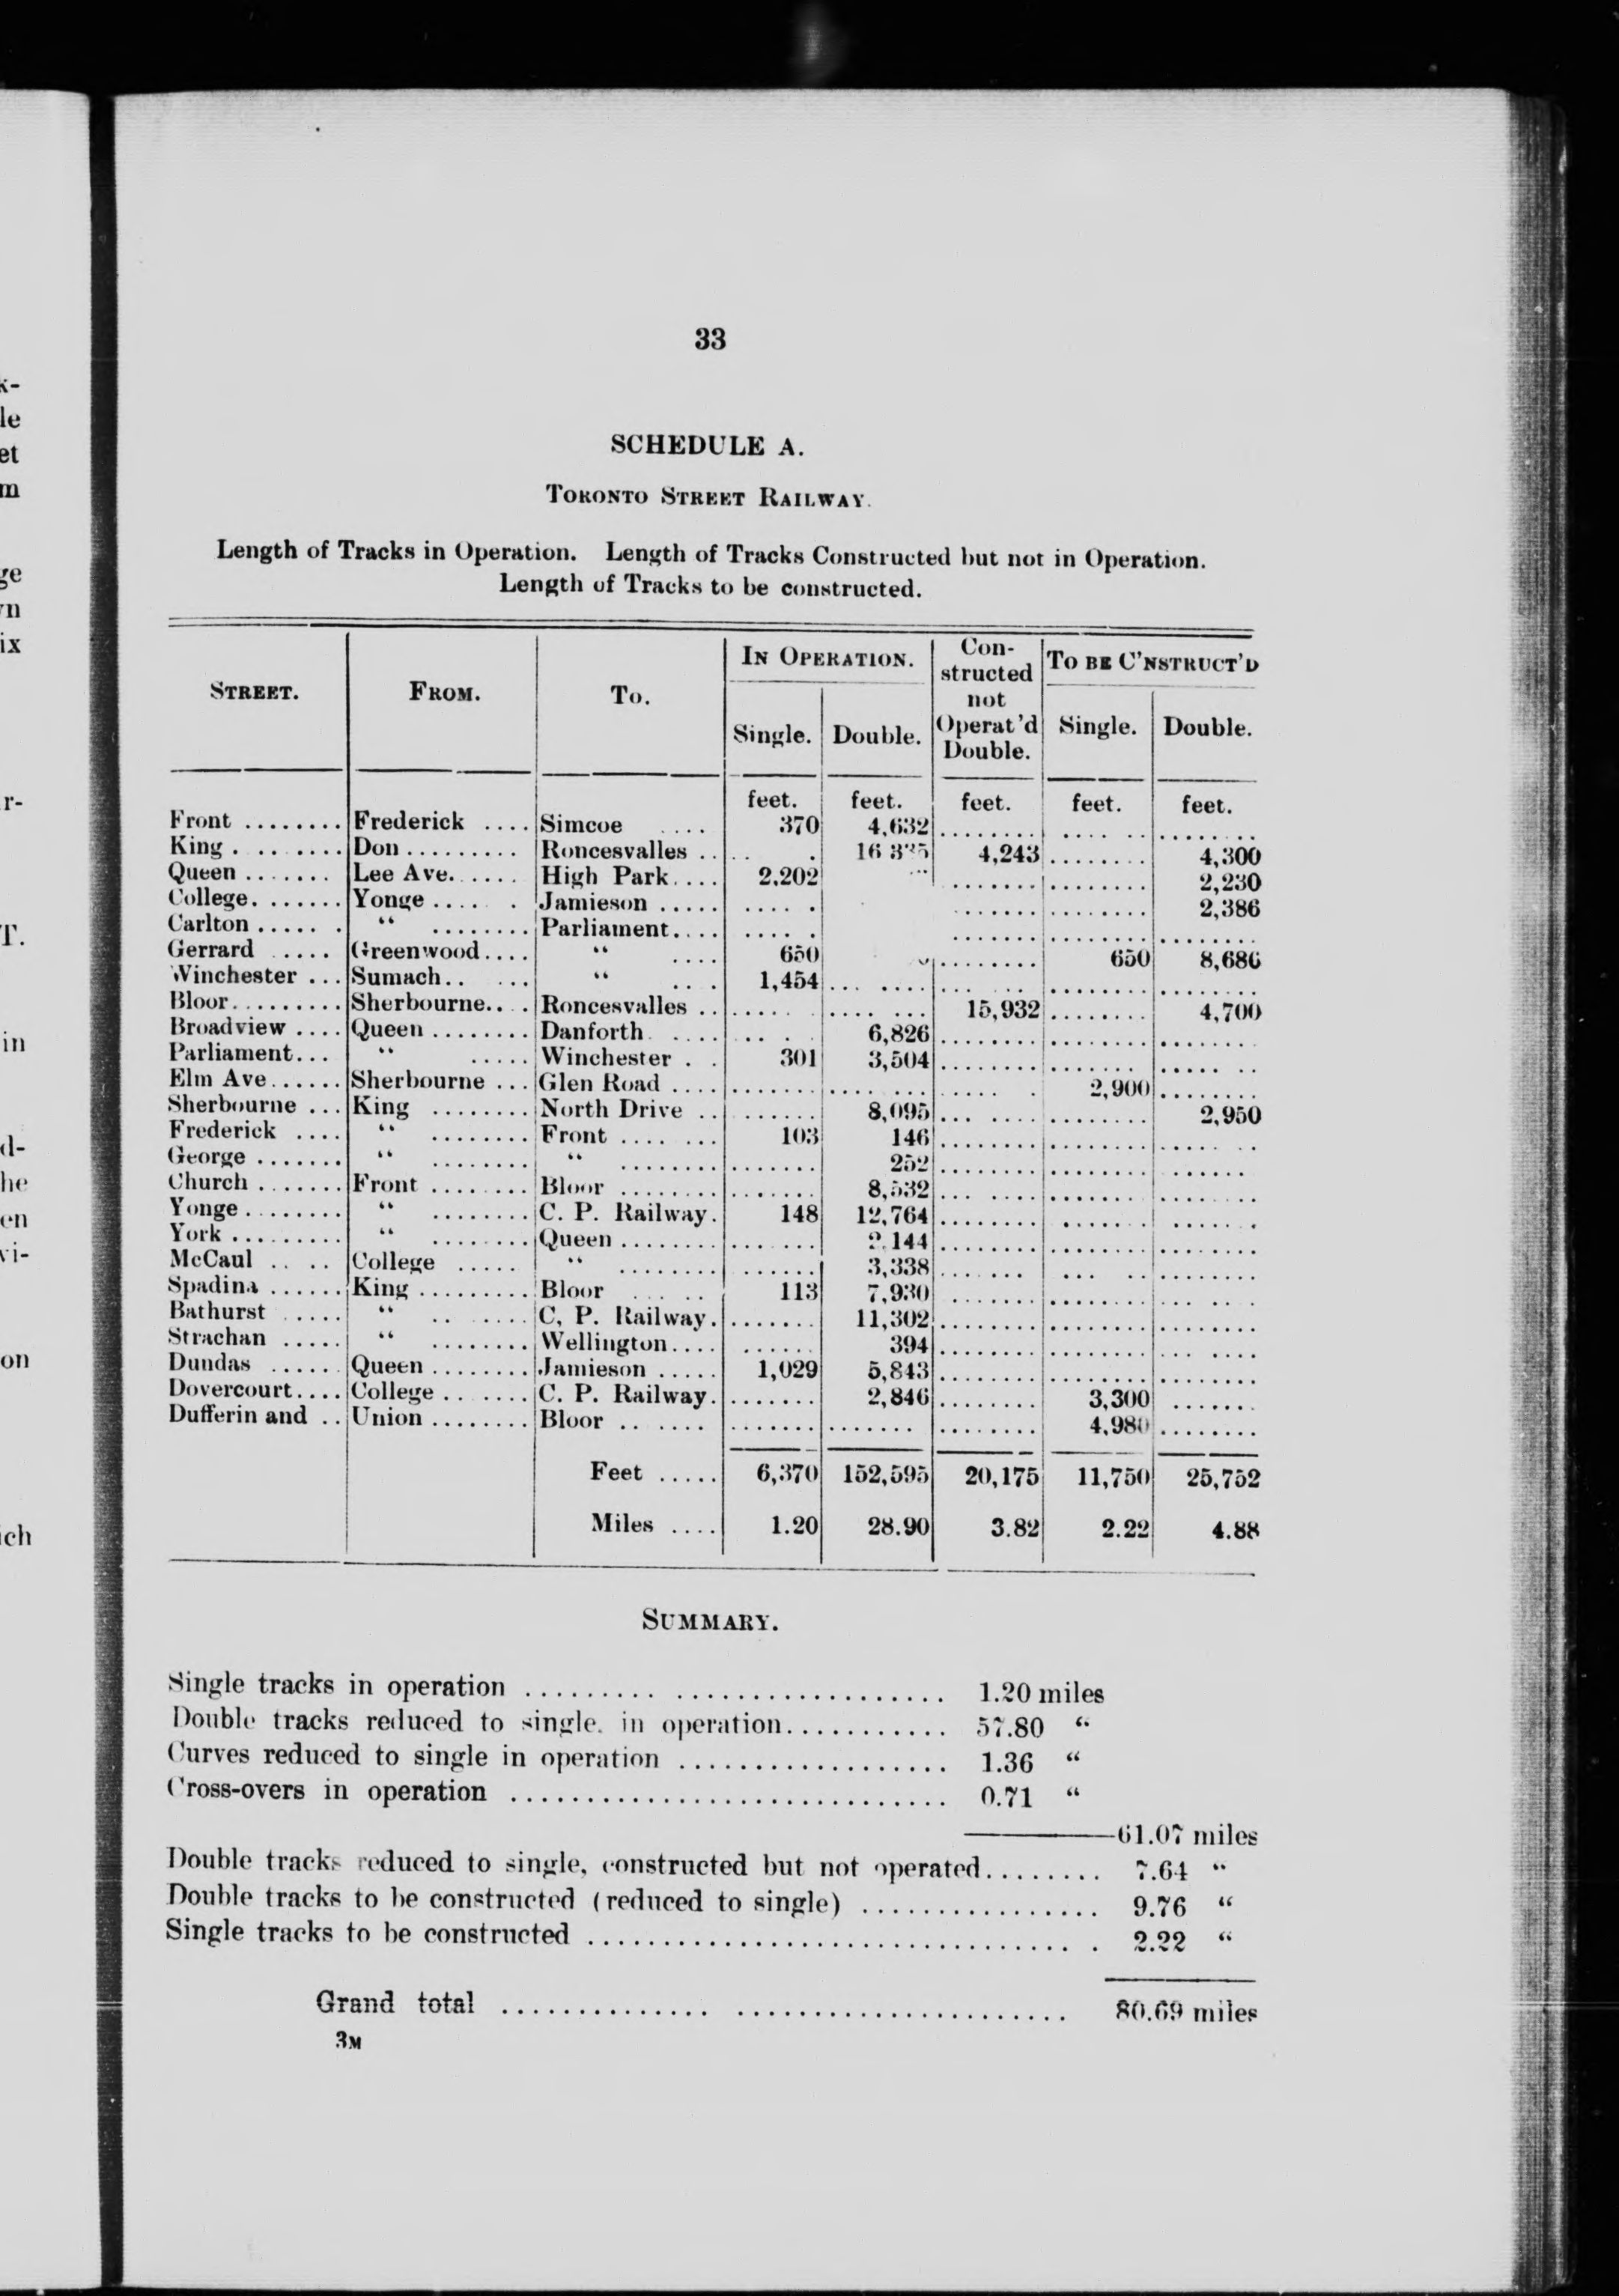 33
SCHEDULE A.
TORONTO STREET RAILWAY.
Length of Tracks in Operation. Length of Tracks Constructed but not in Operation.
Length of Tracks to be constructed.
STREET. FROM. TO. IN OPERATION. Constructed not Operat'd Double. TO BE C'NSTRUCT'D
Single. Double. Single. Double.
feet. feet. feet. feet. feet.
Front ........ Frederick .... Simcoe .... 370 4,632 ........ ........ ........
King ........ Don ......... Roncesvalles .. ........ 4,243 ........ 4,300
Queen ....... Lee Ave...... High Park.... 2,202 ........ ........ 2,230
College........ Yonge ...... Jamieson ..... ..... ....... ........ 2,386
Carlton ...... “ ........ Parliament.... ..... ....... ........ ........
Gerrard ..... Greenwood.... “ .... 650 ........ 650 8,686
Winchester ... Sumach.. ... “ .... 1,454 ........ ........ ........ ........
Bloor......... Sherbourne.... Roncesvalles .. ........ ........ 15,932 ........ 4,700
Broadview .... Queen ........ Danforth ..... ..... 6,826 ........ ........ ........
Parliament... “ ..... Winchester . . 301 3,504 ........ ........ ........
Elm Ave...... Sherbourne ... Glen Road .... ........ ........ ........ 2,900 ........
Sherbourne ... King ........ North Drive .. ....... 8,095 ........ ........ 2,950
Frederick .... “ ........ Front ........ 103 146 ........ ........ ........
George ....... “ ........ “ ........ ....... 252 ........ ........ ........
Church ....... Front ........ Bloor ........ ....... 8,532 ........ ........ ........
Yonge ........ “ ........ C. P. Railway. 148 12,764 ........ ........ ........
York ......... “ ........ Queen ........ ....... 2,144 ........ ........ ........
McCaul .... College ..... “ ........ ....... 3,338 ........ ........ ........
Spadina ...... King ......... Bloor ..... 113 7,930 ........ ........ ........
Bathurst ..... “ ........ C, P. Railway. ....... 11,302 ........ ........ ........
Strachan ..... “ ........ Wellington.... ...... 394 ........ ........ ........
Dundas ...... Queen ........ Jamieson ..... 1,029 5,843 ........ ........ ........
Dovercourt.... College ....... C. P. Railway. ....... 2,846 ........ 3,300 .......
Dufferin and .. Union ........ Bloor ....... ....... ....... ........ 4,980 ........
Feet ..... 6,370 152,595 20,175 11,750 25,752
Miles .... 1.20 28.90 3.82 2.22 4.88
SUMMARY.
Single tracks in operation ........................... 1.20 miles
Double tracks reduced to single. in operation........... 57.80 “
Curves reduced to single in operation .................. 1.36 “
Cross-overs in operation ............................. 0.71 “
61.07 miles
Double tracks reduced to single, constructed but not operated........ 7.64 “
Double tracks to be constructed (reduced to single) ................ 9.76 “
Single tracks to be constructed .................................. 2.22 “
Grand total .................................... 80.69 miles
3M
k-
le
et
m
ge
n
ix
r-
T.
in
d-
he
en
vi-
on
ich